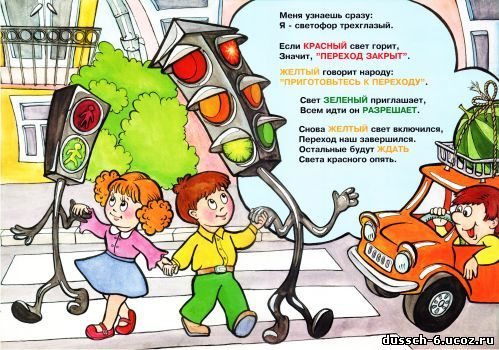 Меня узнаешь сразу:
Я - светофор трехглазый.
Если КРАСНЫЙ свет горит,
Значит, "ПЕРЕХОД ЗАКРЫТ".
ЖЕЛТЫЙ говорит народу:
"ПРИГОТОВЬТЕСЬ К ПЕРЕХОДУ".
Свет ЗЕЛЕНЫЙ приглашает,
Всем идти он РАЗРЕШАЕТ.
Снова ЖЕЛТЫЙ свет включился,
Переход наш завершился.
Остальные будут ЖДАТЬ
Света красного опять.
dussch-6.ucoz.ru